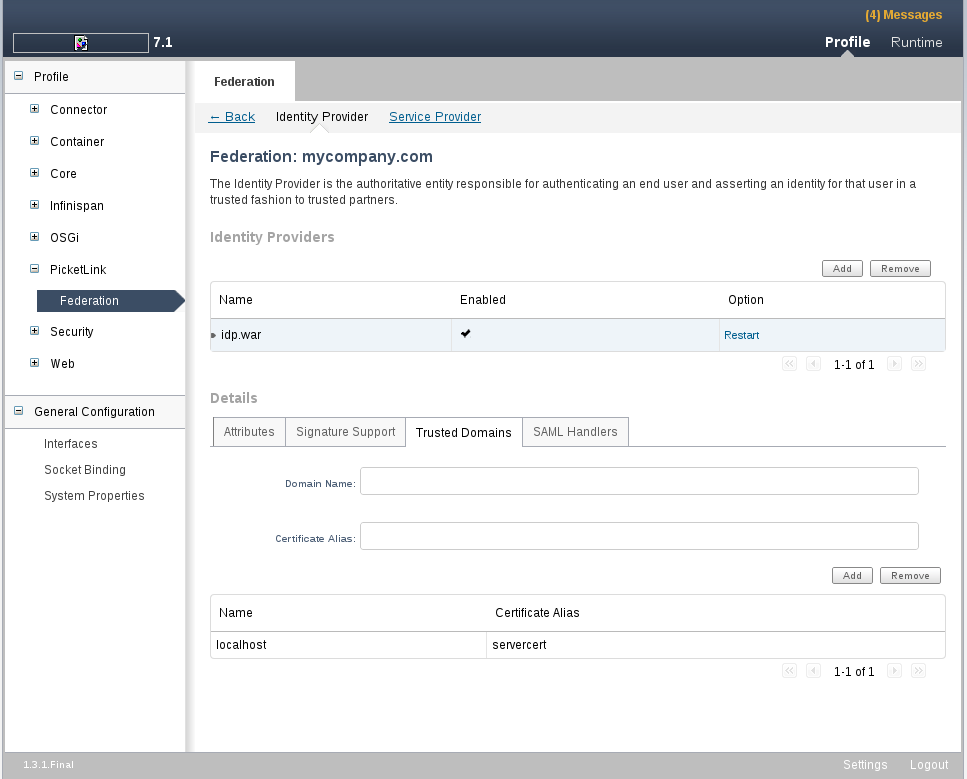 (4) Messages
7.1
Profile Runtime
Profile
Connector
Container
Core
Infinispan
OSGi
PicketLink
Federation
Security
Web
General Configuration
Interfaces
Socket Binding
System Properties
Federation
← Back Identity Provider Service Provider
Federation: mycompany.com
The Identity Provider is the authoritative entity responsible for authenticating an end user and asserting an identity for that user in a
trusted fashion to trusted partners.
Identity Providers
Add Remove
Name Enabled Option
idp.war Restart
1-1 of 1
Details
Attributes Signature Support Trusted Domains SAML Handlers
Domain Name:
Certificate Alias:
Add Remove
Name Certificate Alias
localhost servercert
1-1 of 1
1.3.1.Final Settings Logout